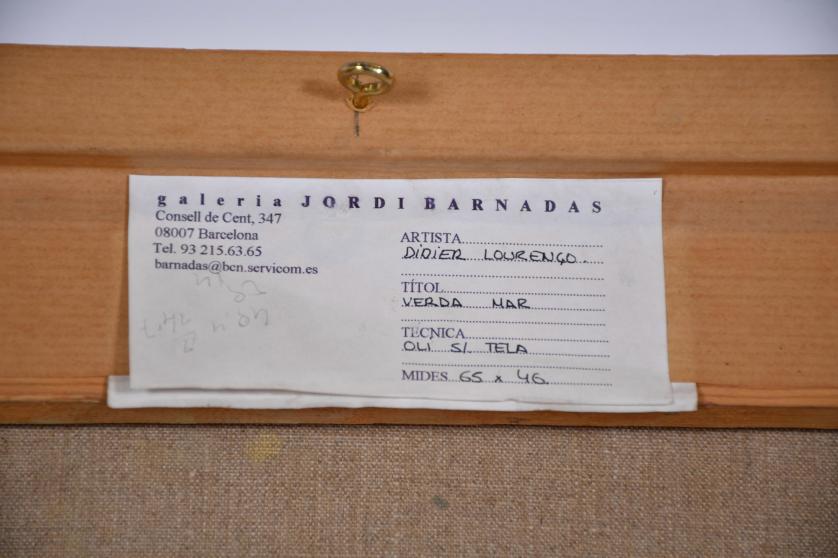 galeria JORDI BARNADAS
Consell de Cent, 347
08007 Barcelona
Tel. 93 215.63.65
barnadas@bcn.servicom.es
ARTISTA
DIDIER LOURENÇO.
TÍTOL
VERDA MAR
TECNICA
OLI S/ TELA
MIDES 65 x 46